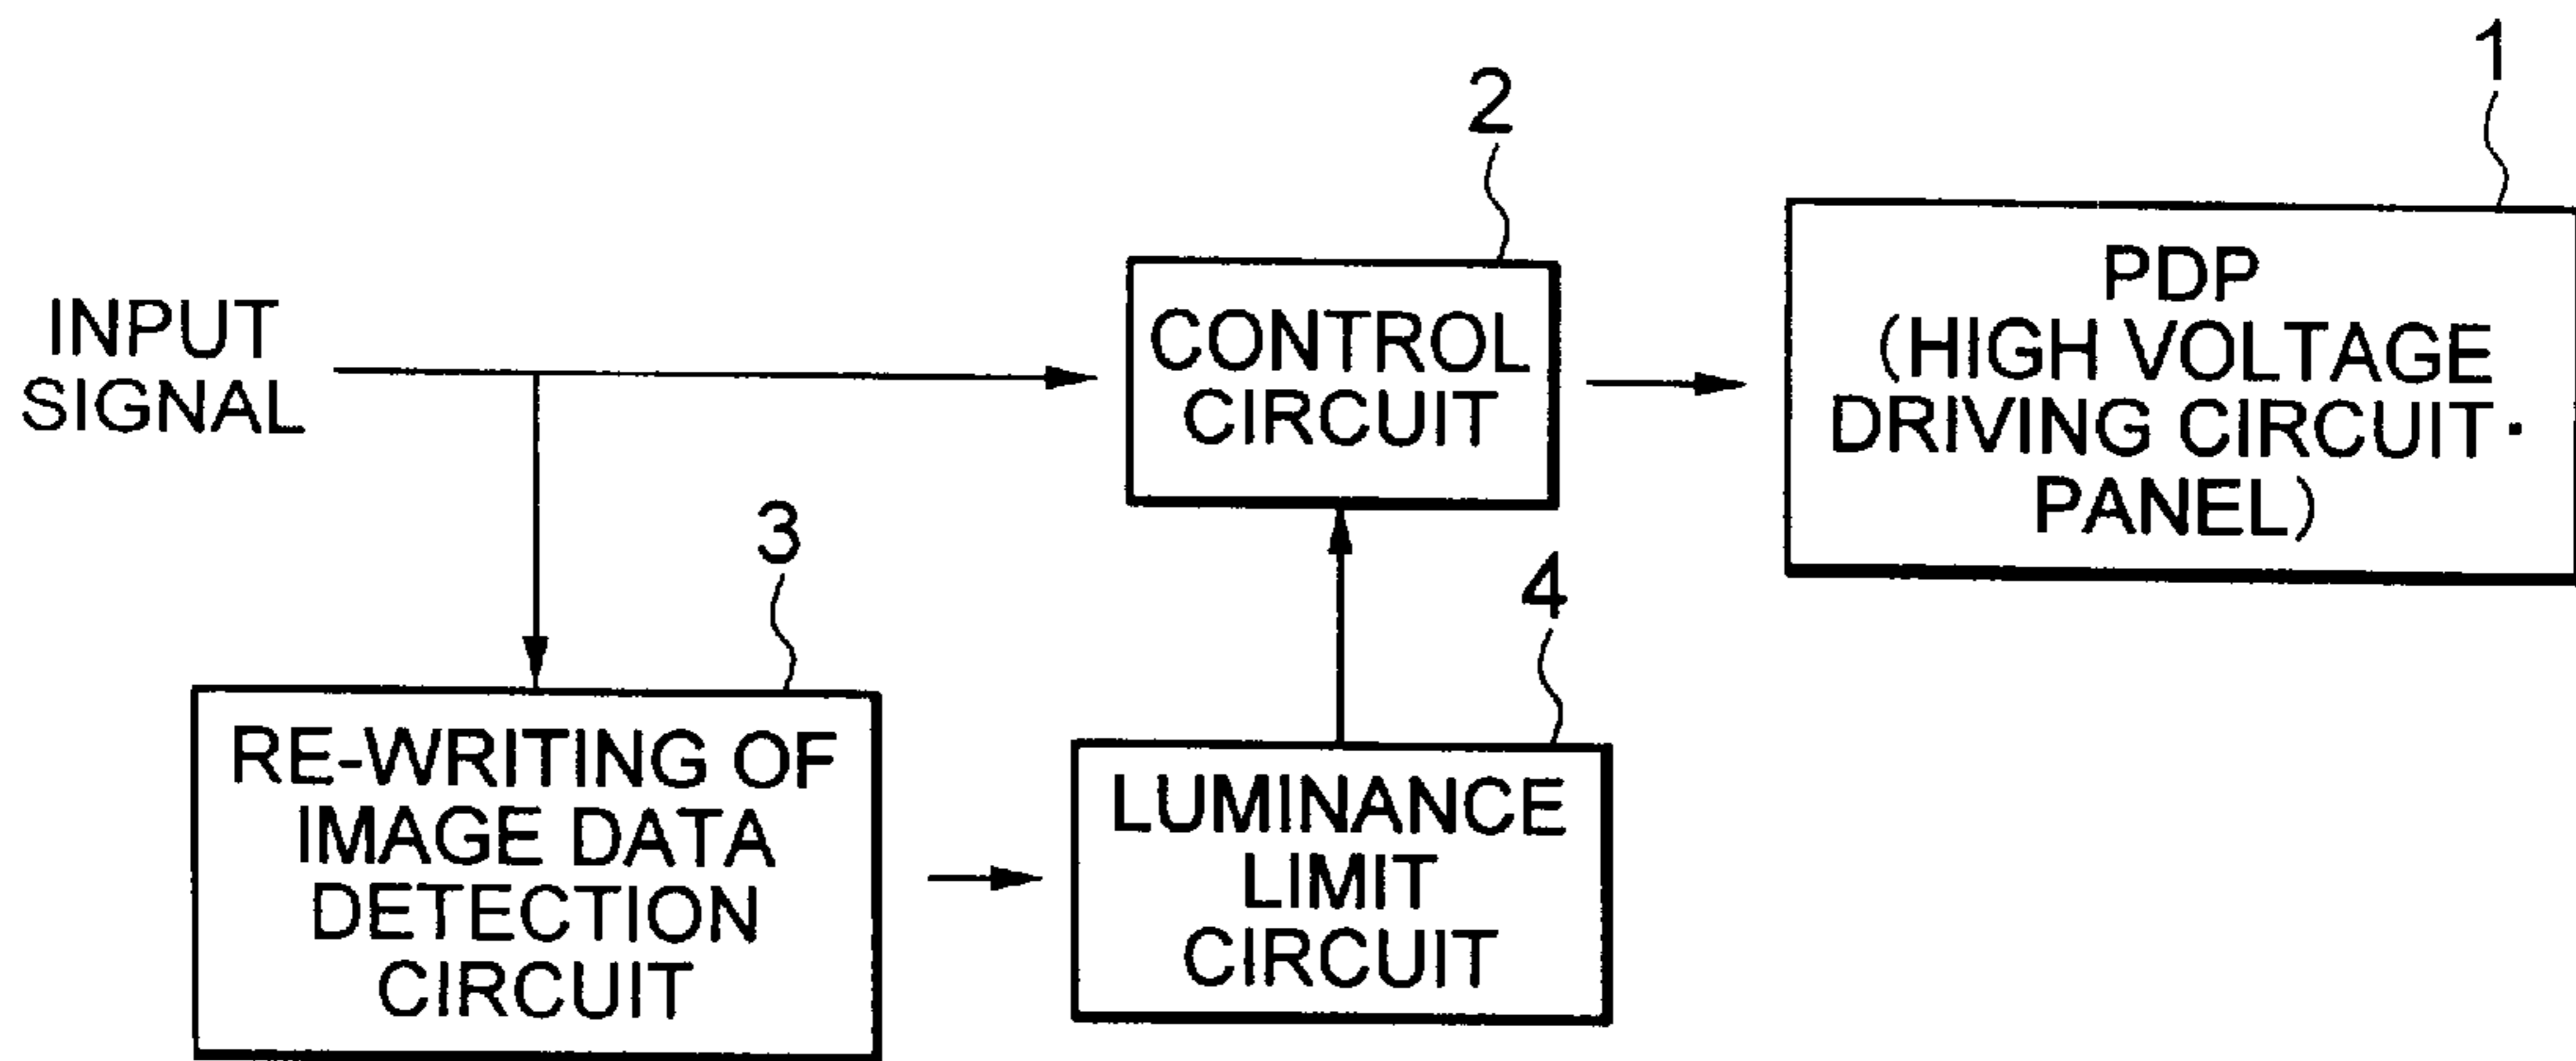 1
2
INPUT
SIGNAL
CONTROL
CIRCUIT
PDP
(HIGH VOLTAGE
DRIVING CIRCUIT·
PANEL)
3
4
RE-WRITING OF
IMAGE DATA
DETECTION
CIRCUIT
LUMINANCE
LIMIT
CIRCUIT